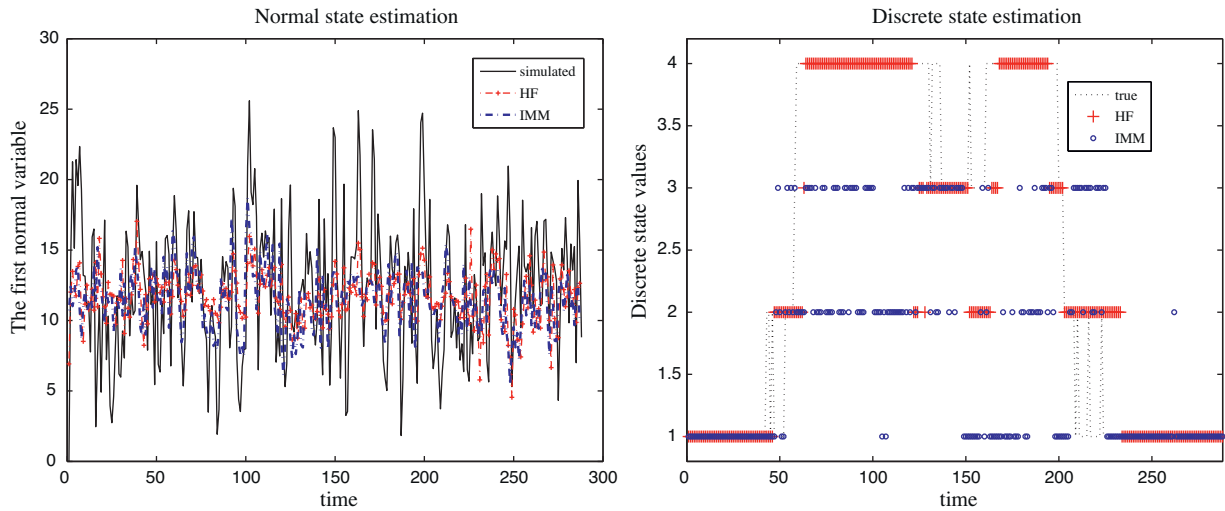 Normal state estimation
30
25
20
15
10
5
0
The first normal variable
simulated
HF
IMM
0 50 100 150 200 250 300
time
Discrete state estimation
4
3.5
3
2.5
2
1.5
1
Discrete state values
true
HF
IMM
0 50 100 150 200 250
time